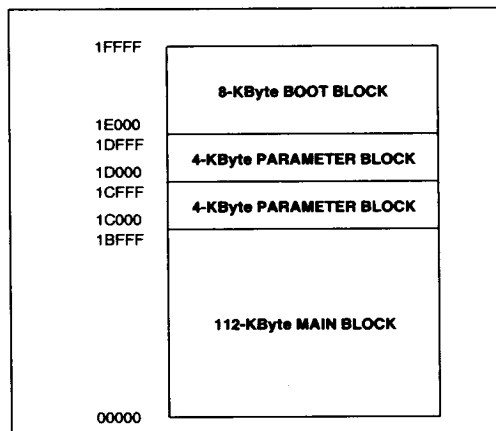 1FFFF
8-KByte BOOT BLOCK
1E000
1DFFF
4-KByte PARAMETER BLOCK
1D000
1CFFF
4-KByte PARAMETER BLOCK
1C000
1BFFF
112-KByte MAIN BLOCK
00000